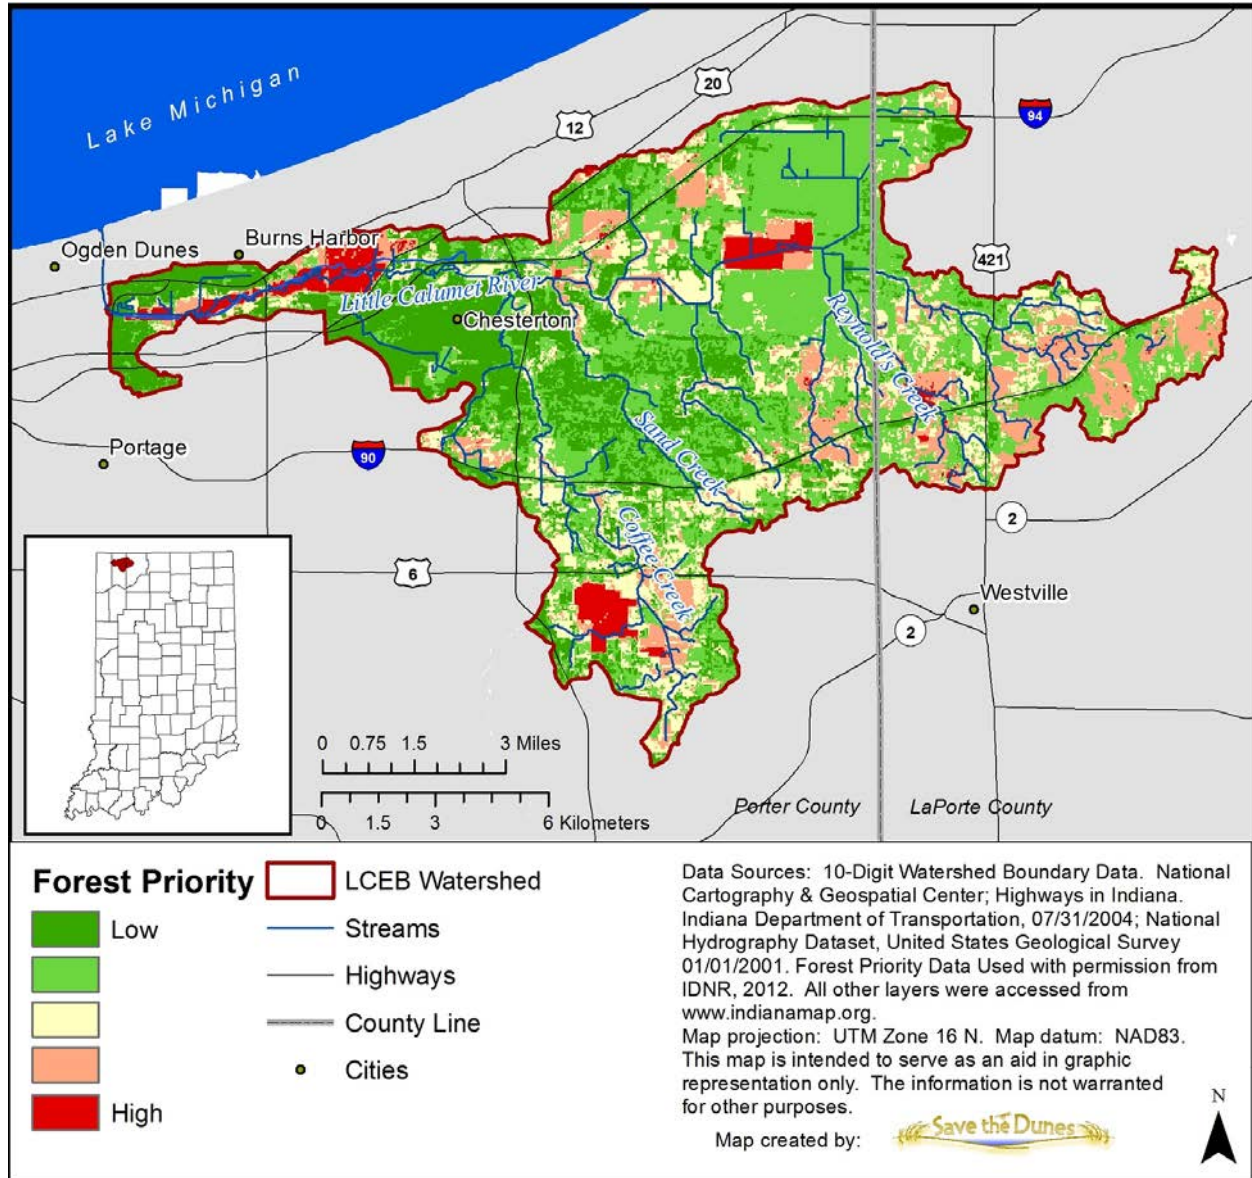 Lake Michigan
20
12
94
Ogden Dunes
Burns Harbor
421
Little Calumet River
Chesterton
Reynold's Creek
Portage
90
Sand Creek
Coffee Creek
2
6
Westville
2
0 0.75 1.5 3 Miles
0 1.5 3 6 Kilometers
Porter County
LaPorte County
Forest Priority
Low
High
LCEB Watershed
Streams
Highways
County Line
Cities
Data Sources: 10-Digit Watershed Boundary Data. National
Cartography & Geospatial Center; Highways in Indiana.
Indiana Department of Transportation, 07/31/2004; National
Hydrography Dataset, United States Geological Survey
01/01/2001. Forest Priority Data Used with permission from
IDNR, 2012. All other layers were accessed from
www.indianamap.org.
Map projection: UTM Zone 16 N. Map datum: NAD83.
This map is intended to serve as an aid in graphic
representation only. The information is not warranted
for other purposes.
Map created by:
Save the Dunes
N